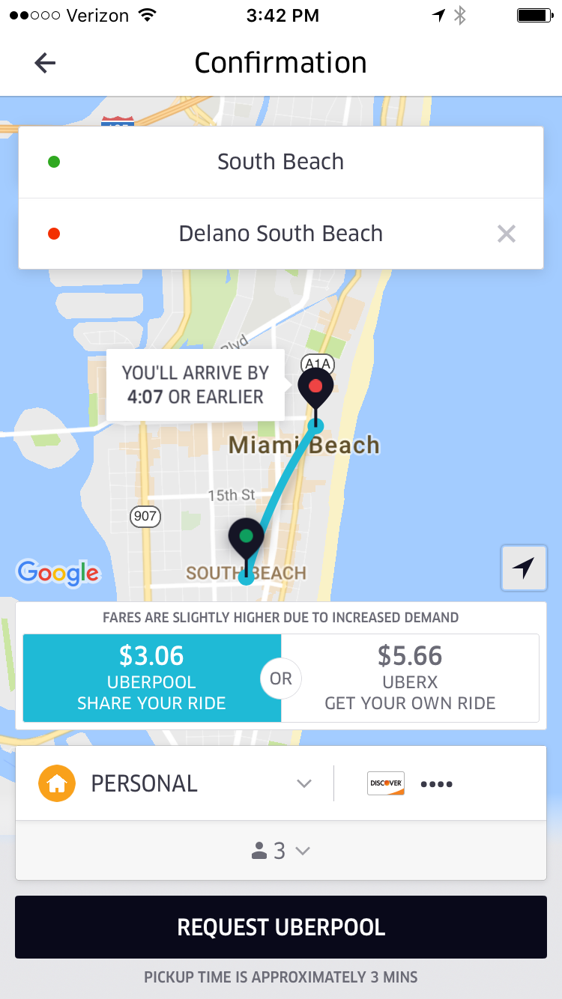 Verizon 3:42 PM
Confirmation
South Beach
Delano South Beach
Blvd
A1A
YOU'LL ARRIVE BY
4:07 OR EARLIER
Miami Beach
15th St
907
Google
SOUTH BEACH
FARES ARE SLIGHTLY HIGHER DUE TO INCREASED DEMAND
$3.06
UBERPOOL
SHARE YOUR RIDE
OR
$5.66
UBERX
GET YOUR OWN RIDE
PERSONAL
DISCOVER ••••
3
REQUEST UBERPOOL
PICKUP TIME IS APPROXIMATELY 3 MINS